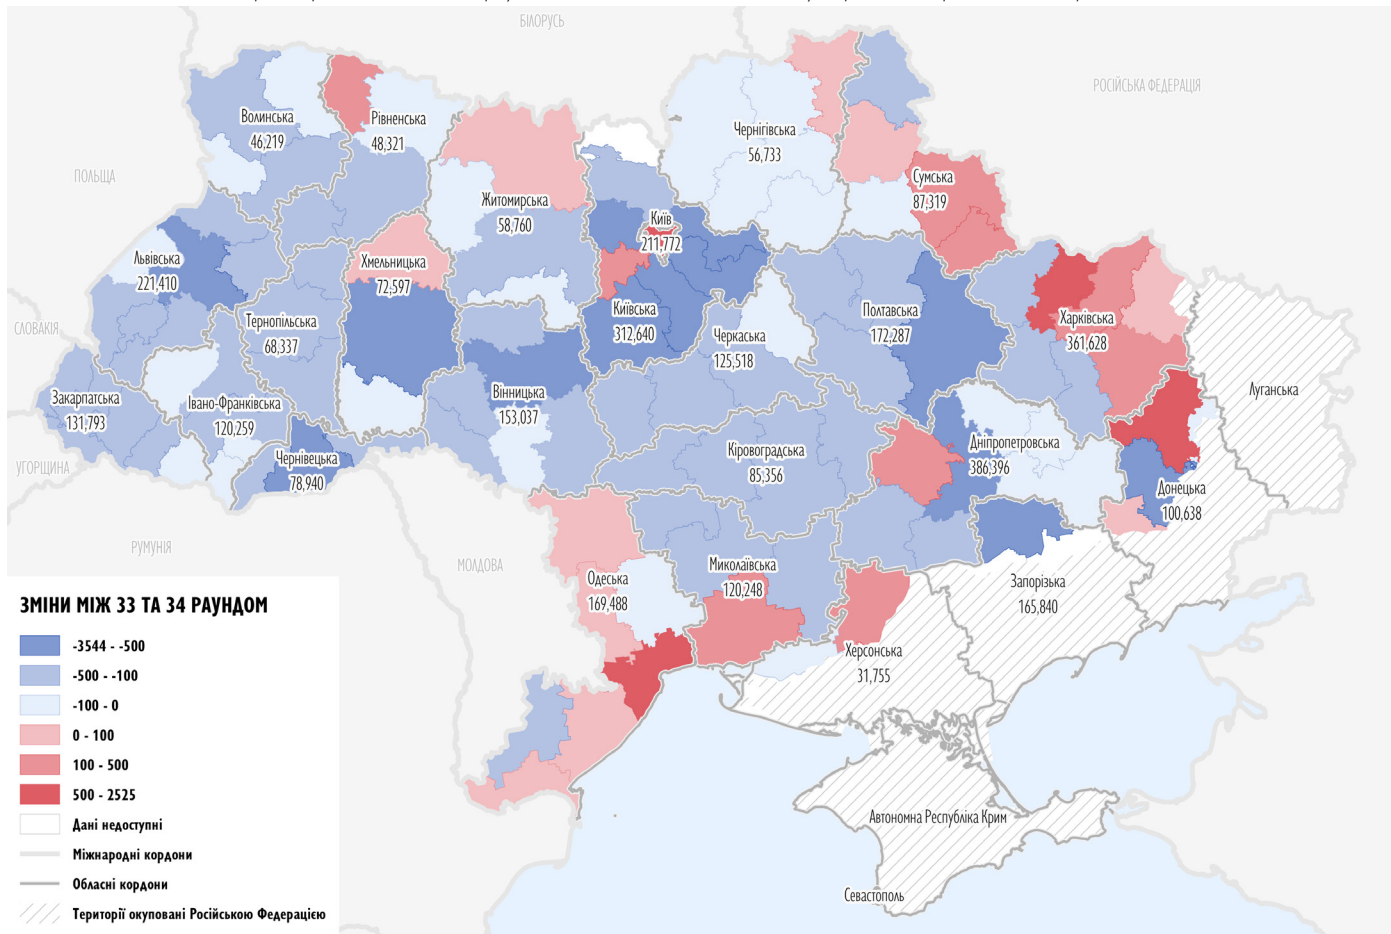 БІЛОРУСЬ
РОСІЙСЬКА ФЕДЕРАЦІЯ
ПОЛЬЩА
СЛОВАКІЯ
УГОРЩИНА
РУМУНІЯ
МОЛДОВА
Волинська
46,219
Рівненська
48,321
Житомирська
58,760
Київ
211,772
Чернігівська
56,733
Сумська
87,319
Львівська
221,410
Хмельницька
72,597
Тернопільська
68,337
Київська
312,640
Черкаська
125,518
Полтавська
172,287
Харківська
361,628
Луганська
Закарпатська
131,793
Івано-Франківська
120,259
Чернівецька
78,940
Вінницька
153,037
Кіровоградська
85,356
Дніпропетровська
386,396
Донецька
100,638
Одеська
169,488
Миколаївська
120,248
Запорізька
165,840
Херсонська
31,755
Автономна Республіка Крим
Севастополь
ЗМІНИ МІЖ 33 ТА 34 РАУНДОМ
-3544 - -500
-500 - -100
-100 - 0
0 - 100
100 - 500
500 - 2525
Дані недоступні
Міжнародні кордони
Обласні кордони
Території окуповані Російською Федерацією